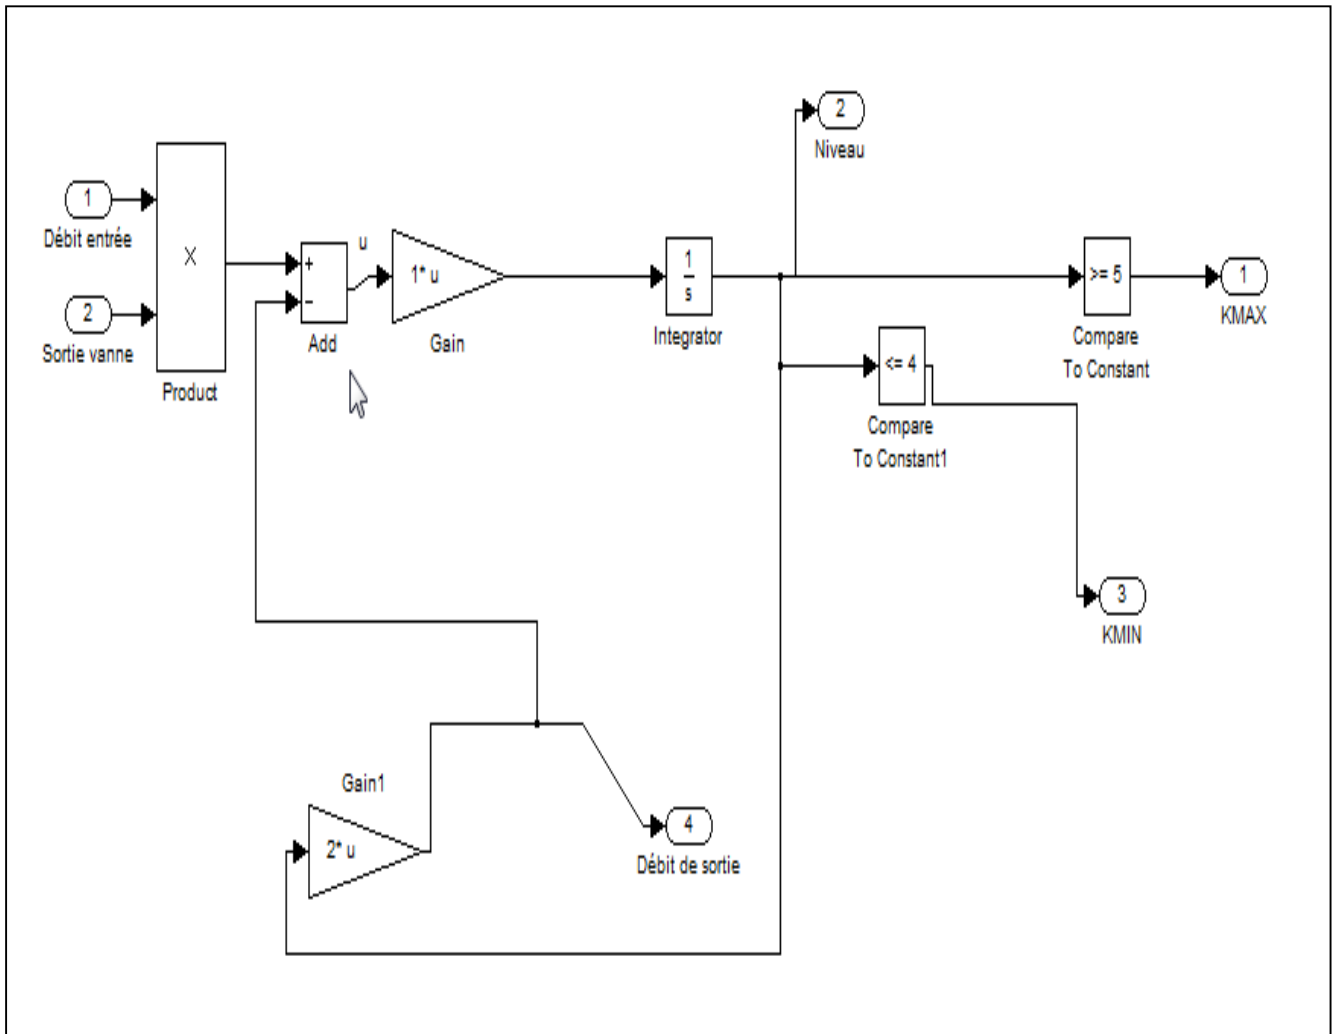 2
Niveau
1
Débit entrée
2
Sortie vanne
X
Product
+
-
Add
u
1* u
Gain
1
s
Integrator
>= 5
Compare
To Constant
1
KMAX
<= 4
Compare
To Constant1
3
KMIN
Gain1
2* u
4
Débit de sortie